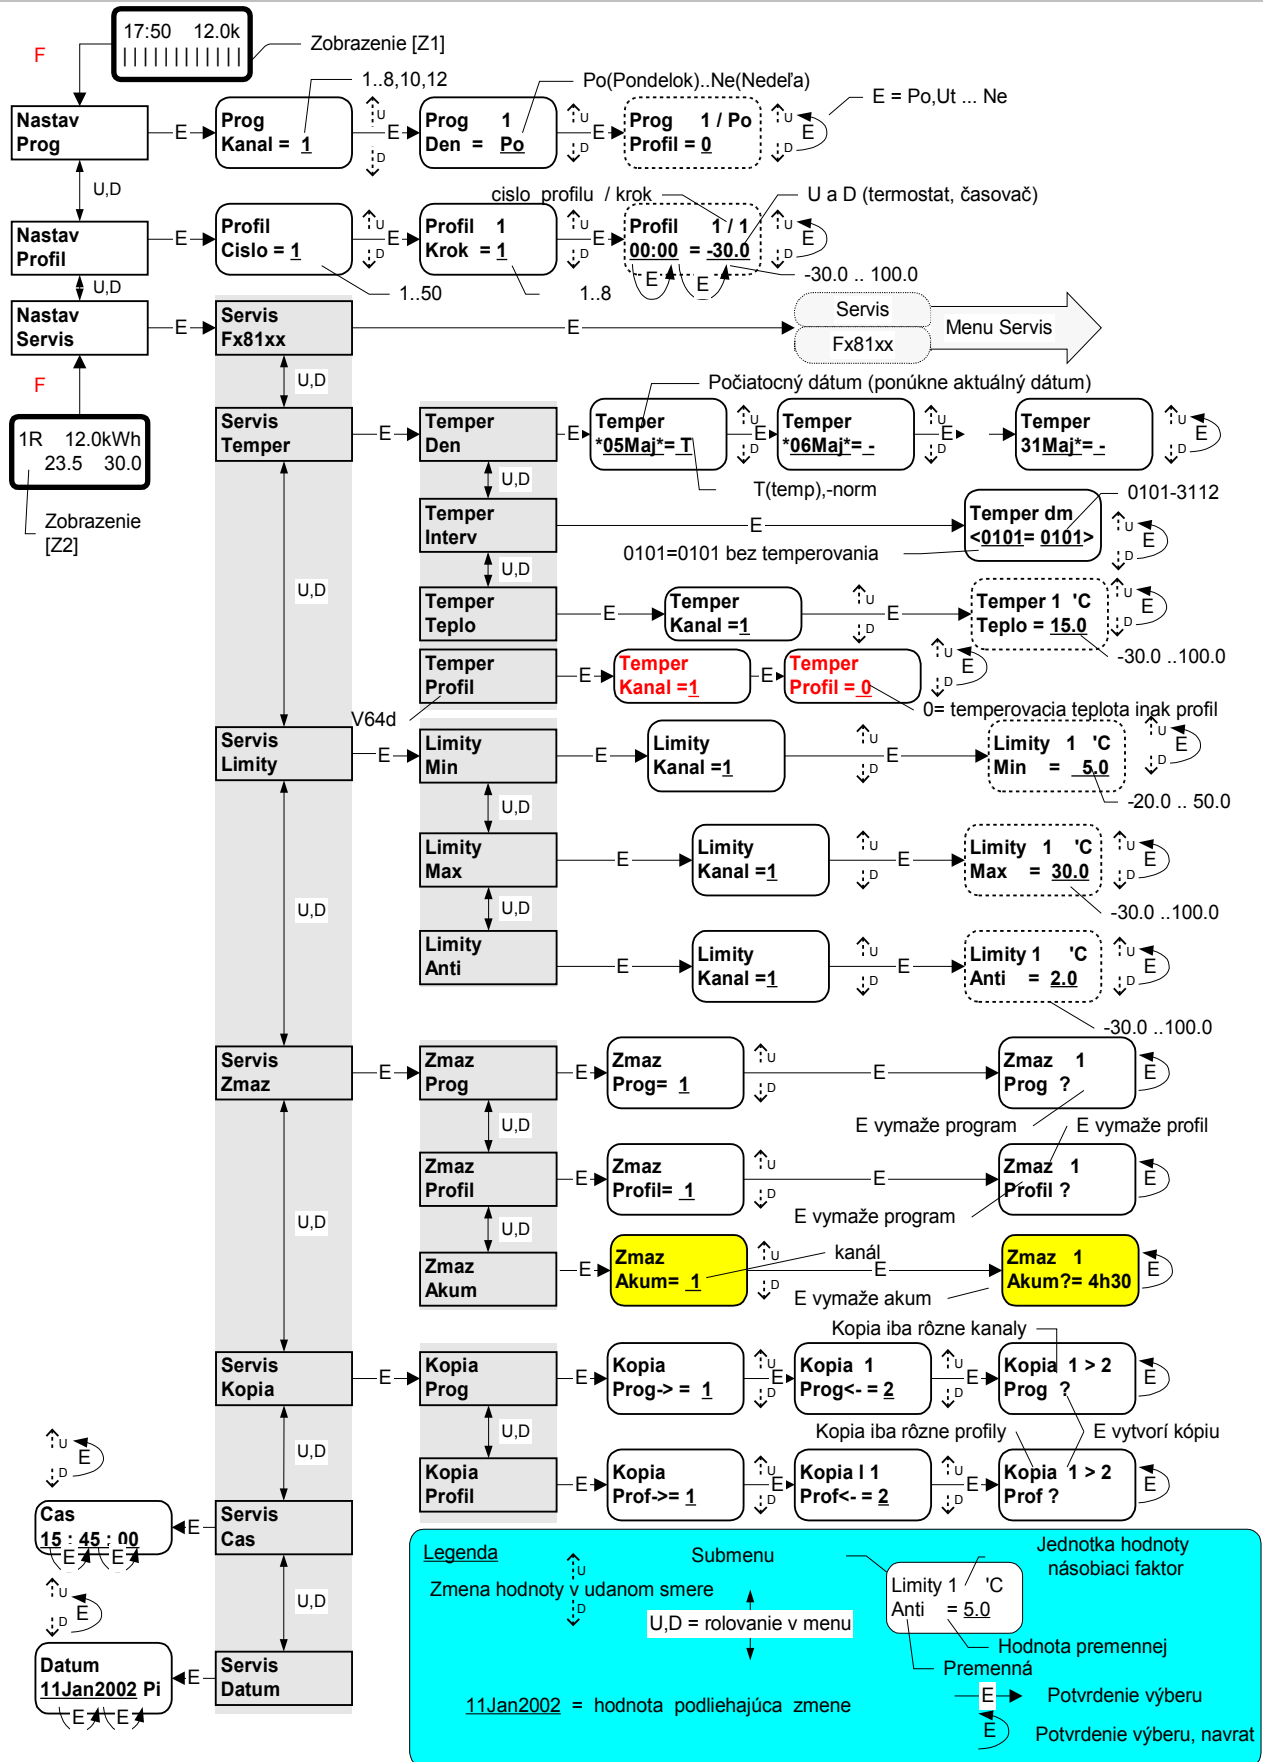 17:50 12.0k
F
Zobrazenie [Z1]
1..8,10,12
Po(Pondelok)..Ne(Nedeľa)
E = Po,Ut ... Ne
Nastav
Prog
E
Prog
Kanal = 1
U
E
D
Prog 1
Den = Po
U
E
D
Prog 1 / Po
Profil = 0
U
E
D
U,D
cislo profilu / krok
U a D (termostat, časovač)
Nastav
Profil
E
Profil
Cislo = 1
U
E
D
Profil 1
Krok = 1
U
E
D
Profil 1 / 1
00:00 = -30.0
E
E
U
E
D
-30.0 .. 100.0
1..50
1..8
U,D
Nastav
Servis
E
Servis
Fx81xx
E
Servis
Fx81xx
Menu Servis
F
1R 12.0kWh
23.5 30.0
Zobrazenie
[Z2]
U,D
Počiatocný dátum (ponúkne aktuálný dátum)
Servis
Temper
E
Temper
Den
E
Temper
*05Maj*= T
U
E
D
Temper
*06Maj*= -
U
E
D
Temper
31Maj*= -
U
E
D
T(temp),-norm
U,D
0101-3112
Temper
Interv
E
Temper dm
<0101= 0101>
U
E
D
0101=0101 bez temperovania
U,D
U,D
Temper
Teplo
E
Temper
Kanal =1
U
E
D
Temper 1 'C
Teplo = 15.0
U
E
D
-30.0 ..100.0
Temper
Profil
E
Temper
Kanal =1
E
Temper
Profil = 0
U
E
D
V64d
0= temperovacia teplota inak profil
Servis
Limity
E
Limity
Min
E
Limity
Kanal =1
U
E
D
Limity 1 'C
Min = 5.0
U
E
D
-20.0 .. 50.0
U,D
Limity
Max
E
Limity
Kanal =1
U
E
D
Limity 1 'C
Max = 30.0
U
E
D
-30.0 ..100.0
U,D
U,D
Limity
Anti
E
Limity
Kanal =1
U
E
D
Limity 1 'C
Anti = 2.0
U
E
D
-30.0 ..100.0
Servis
Zmaz
E
Zmaz
Prog
E
Zmaz
Prog= 1
U
E
D
Zmaz 1
Prog ?
E
E vymaže program
E vymaže profil
U,D
Zmaz
Profil
E
Zmaz
Profil= 1
U
E
D
Zmaz 1
Profil ?
E
E vymaže program
U,D
U,D
Zmaz
Akum
E
Zmaz
Akum= 1
kanál
U
E
D
Zmaz 1
Akum?= 4h30
E
E vymaže akum
Kopia iba rôzne kanaly
Servis
Kopia
E
Kopia
Prog
E
Kopia
Prog-> = 1
U
E
D
Kopia 1
Prog<- = 2
U
E
D
Kopia 1 > 2
Prog ?
E
U,D
U,D
Kopia iba rôzne profily
E vytvorí kópiu
Kopia
Profil
E
Kopia
Prof->= 1
U
E
D
Kopia l 1
Prof<- = 2
U
E
D
Kopia 1 > 2
Prof ?
E
U
E
D
Cas
15 : 45 : 00
E
E
E
Servis
Cas
U
E
D
U,D
Datum
11Jan2002 Pi
E
E
E
Servis
Datum
Legenda
Zmena hodnoty v udanom smere
U
D
Submenu
U,D = rolovanie v menu
Jednotka hodnoty
násobiaci faktor
Limity 1 'C
Anti = 5.0
Hodnota premennej
Premenná
11Jan2002 = hodnota podliehajúca zmene
E
Potvrdenie výberu
E
Potvrdenie výberu, navrat